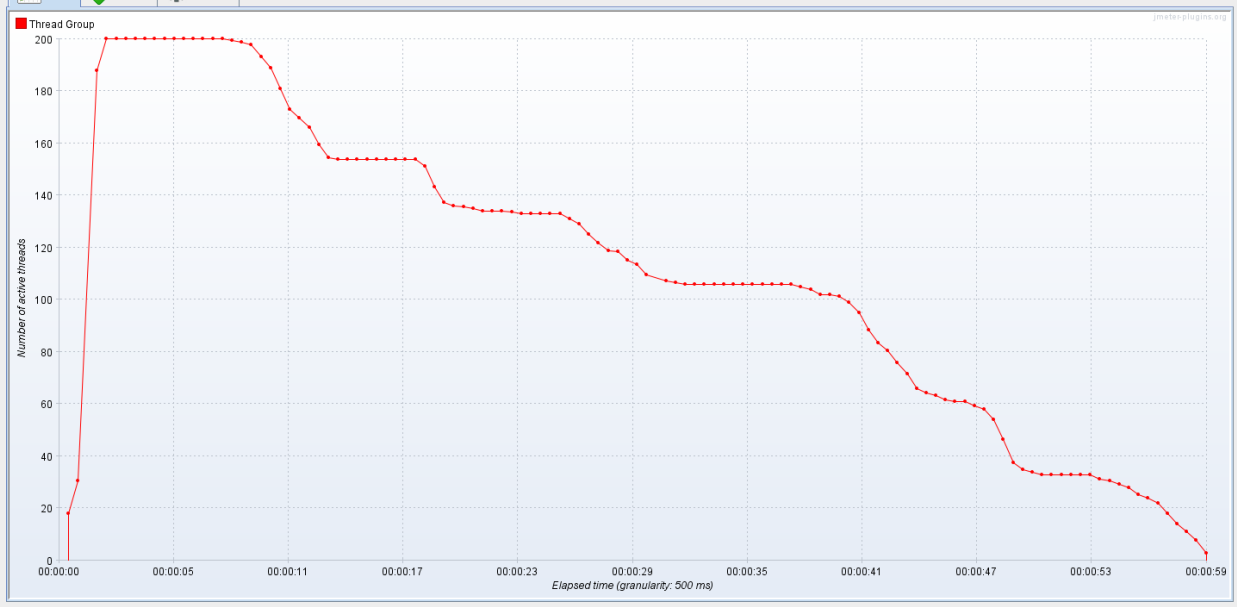 jmeter-plugins.org
Thread Group
200
180
160
140
120
100
80
60
40
20
0
Number of active threads
00:00:00 00:00:05 00:00:11 00:00:17 00:00:23 00:00:29 00:00:35 00:00:41 00:00:47 00:00:53 00:00:59
Elapsed time (granularity: 500 ms)